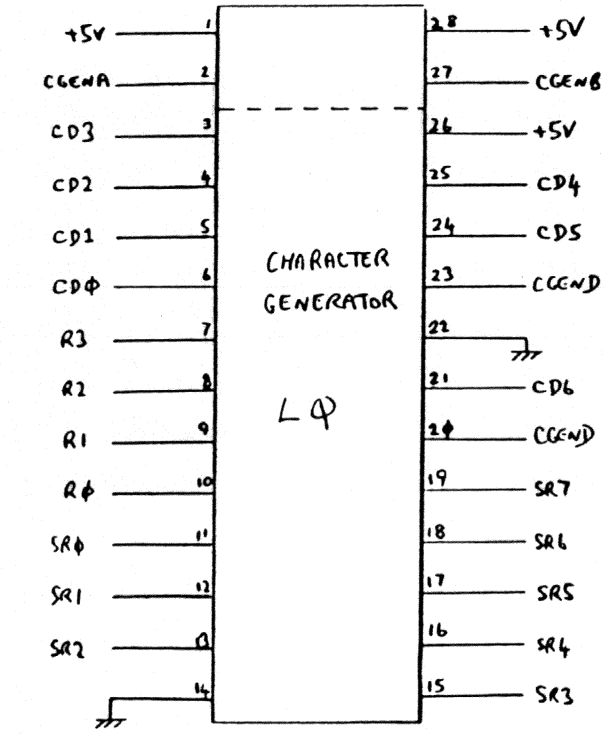 +5V 1 28 +5V
CGENA 2 27 CGENB
CD3 3 26 +5V
CD2 4 25 CD4
CD1 5 24 CD5
CDφ 6 23 CGEND
CHARACTER
GENERATOR
R3 7 22
R2 8 21 CD6
LQ
R1 9 2φ CGEND
Rφ 10 19 SR7
SRφ 11 18 SR6
SR1 12 17 SR5
SR2 13 16 SR4
14 15 SR3